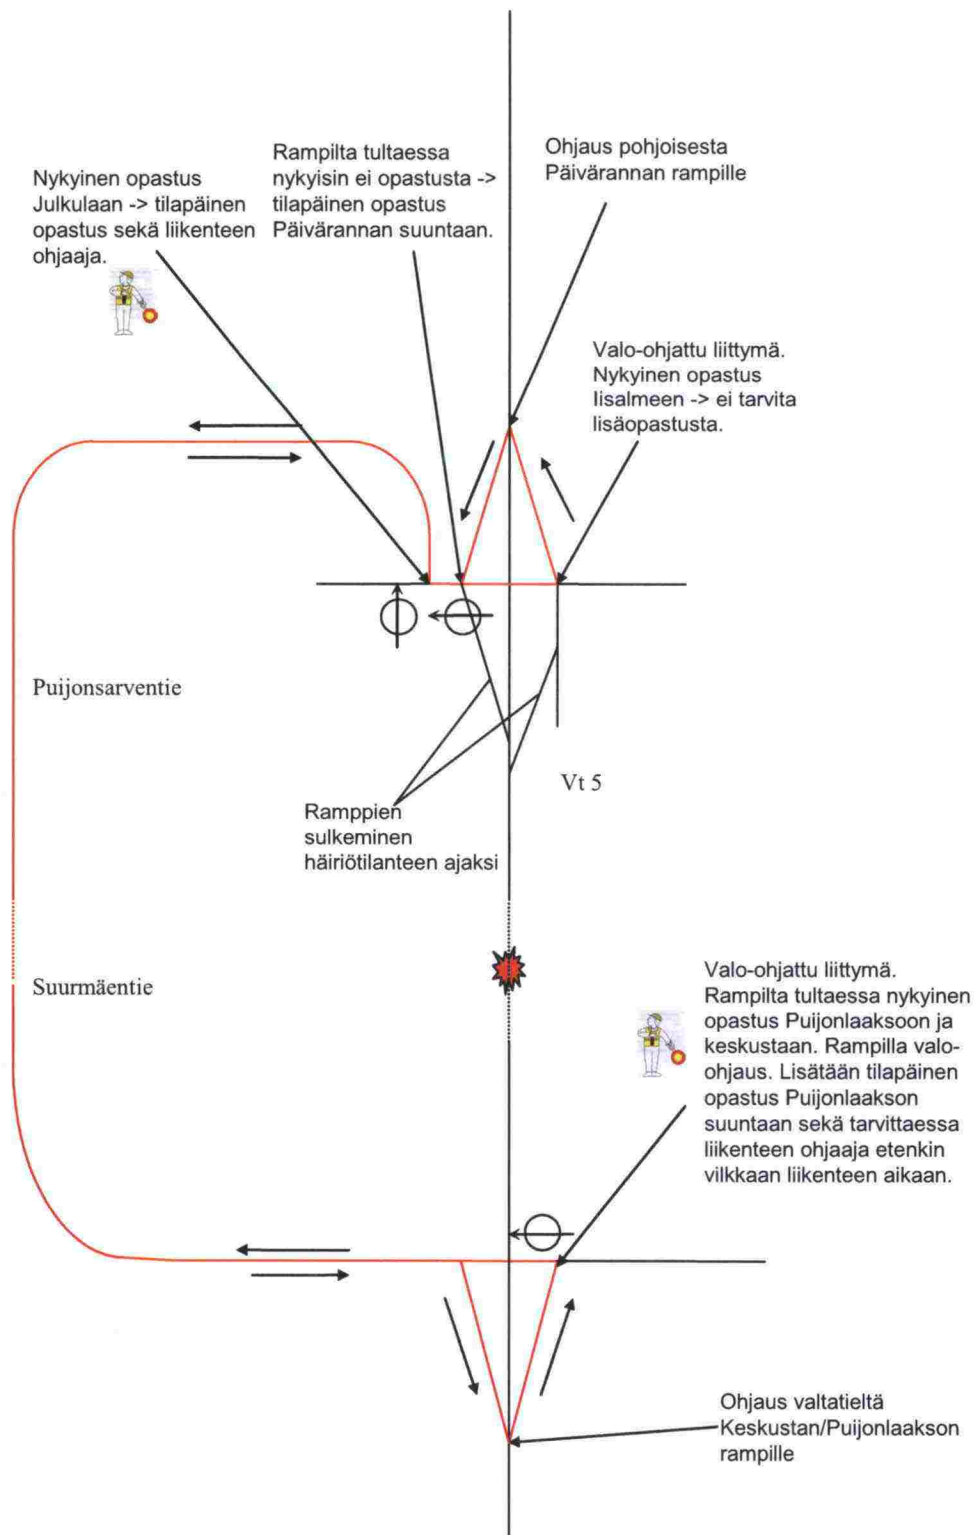 Nykyinen opastus
Julkulaan -> tilapäinen
opastus sekä liikenteen
ohjaaja.
Rampilta tultaessa
nykyisin ei opastusta ->
tilapäinen opastus
Päivärannan suuntaan.
Ohjaus pohjoisesta
Päivärannan rampille
Valo-ohjattu liittymä.
Nykyinen opastus
Iisalmeen -> ei tarvita
lisäopastusta.
Puijonsarventie
Vt 5
Ramppien
sulkeminen
häiriötilanteen ajaksi
Suurmäentie
Valo-ohjattu liittymä.
Rampilta tultaessa nykyinen
opastus Puijonlaaksoon ja
keskustaan. Rampilla valo-
ohjaus. Lisätään tilapäinen
opastus Puijonlaakson
suuntaan sekä tarvittaessa
liikenteen ohjaaja etenkin
vilkkaan liikenteen aikaan.
Ohjaus valtatieltä
Keskustan/Puijonlaakson
rampille